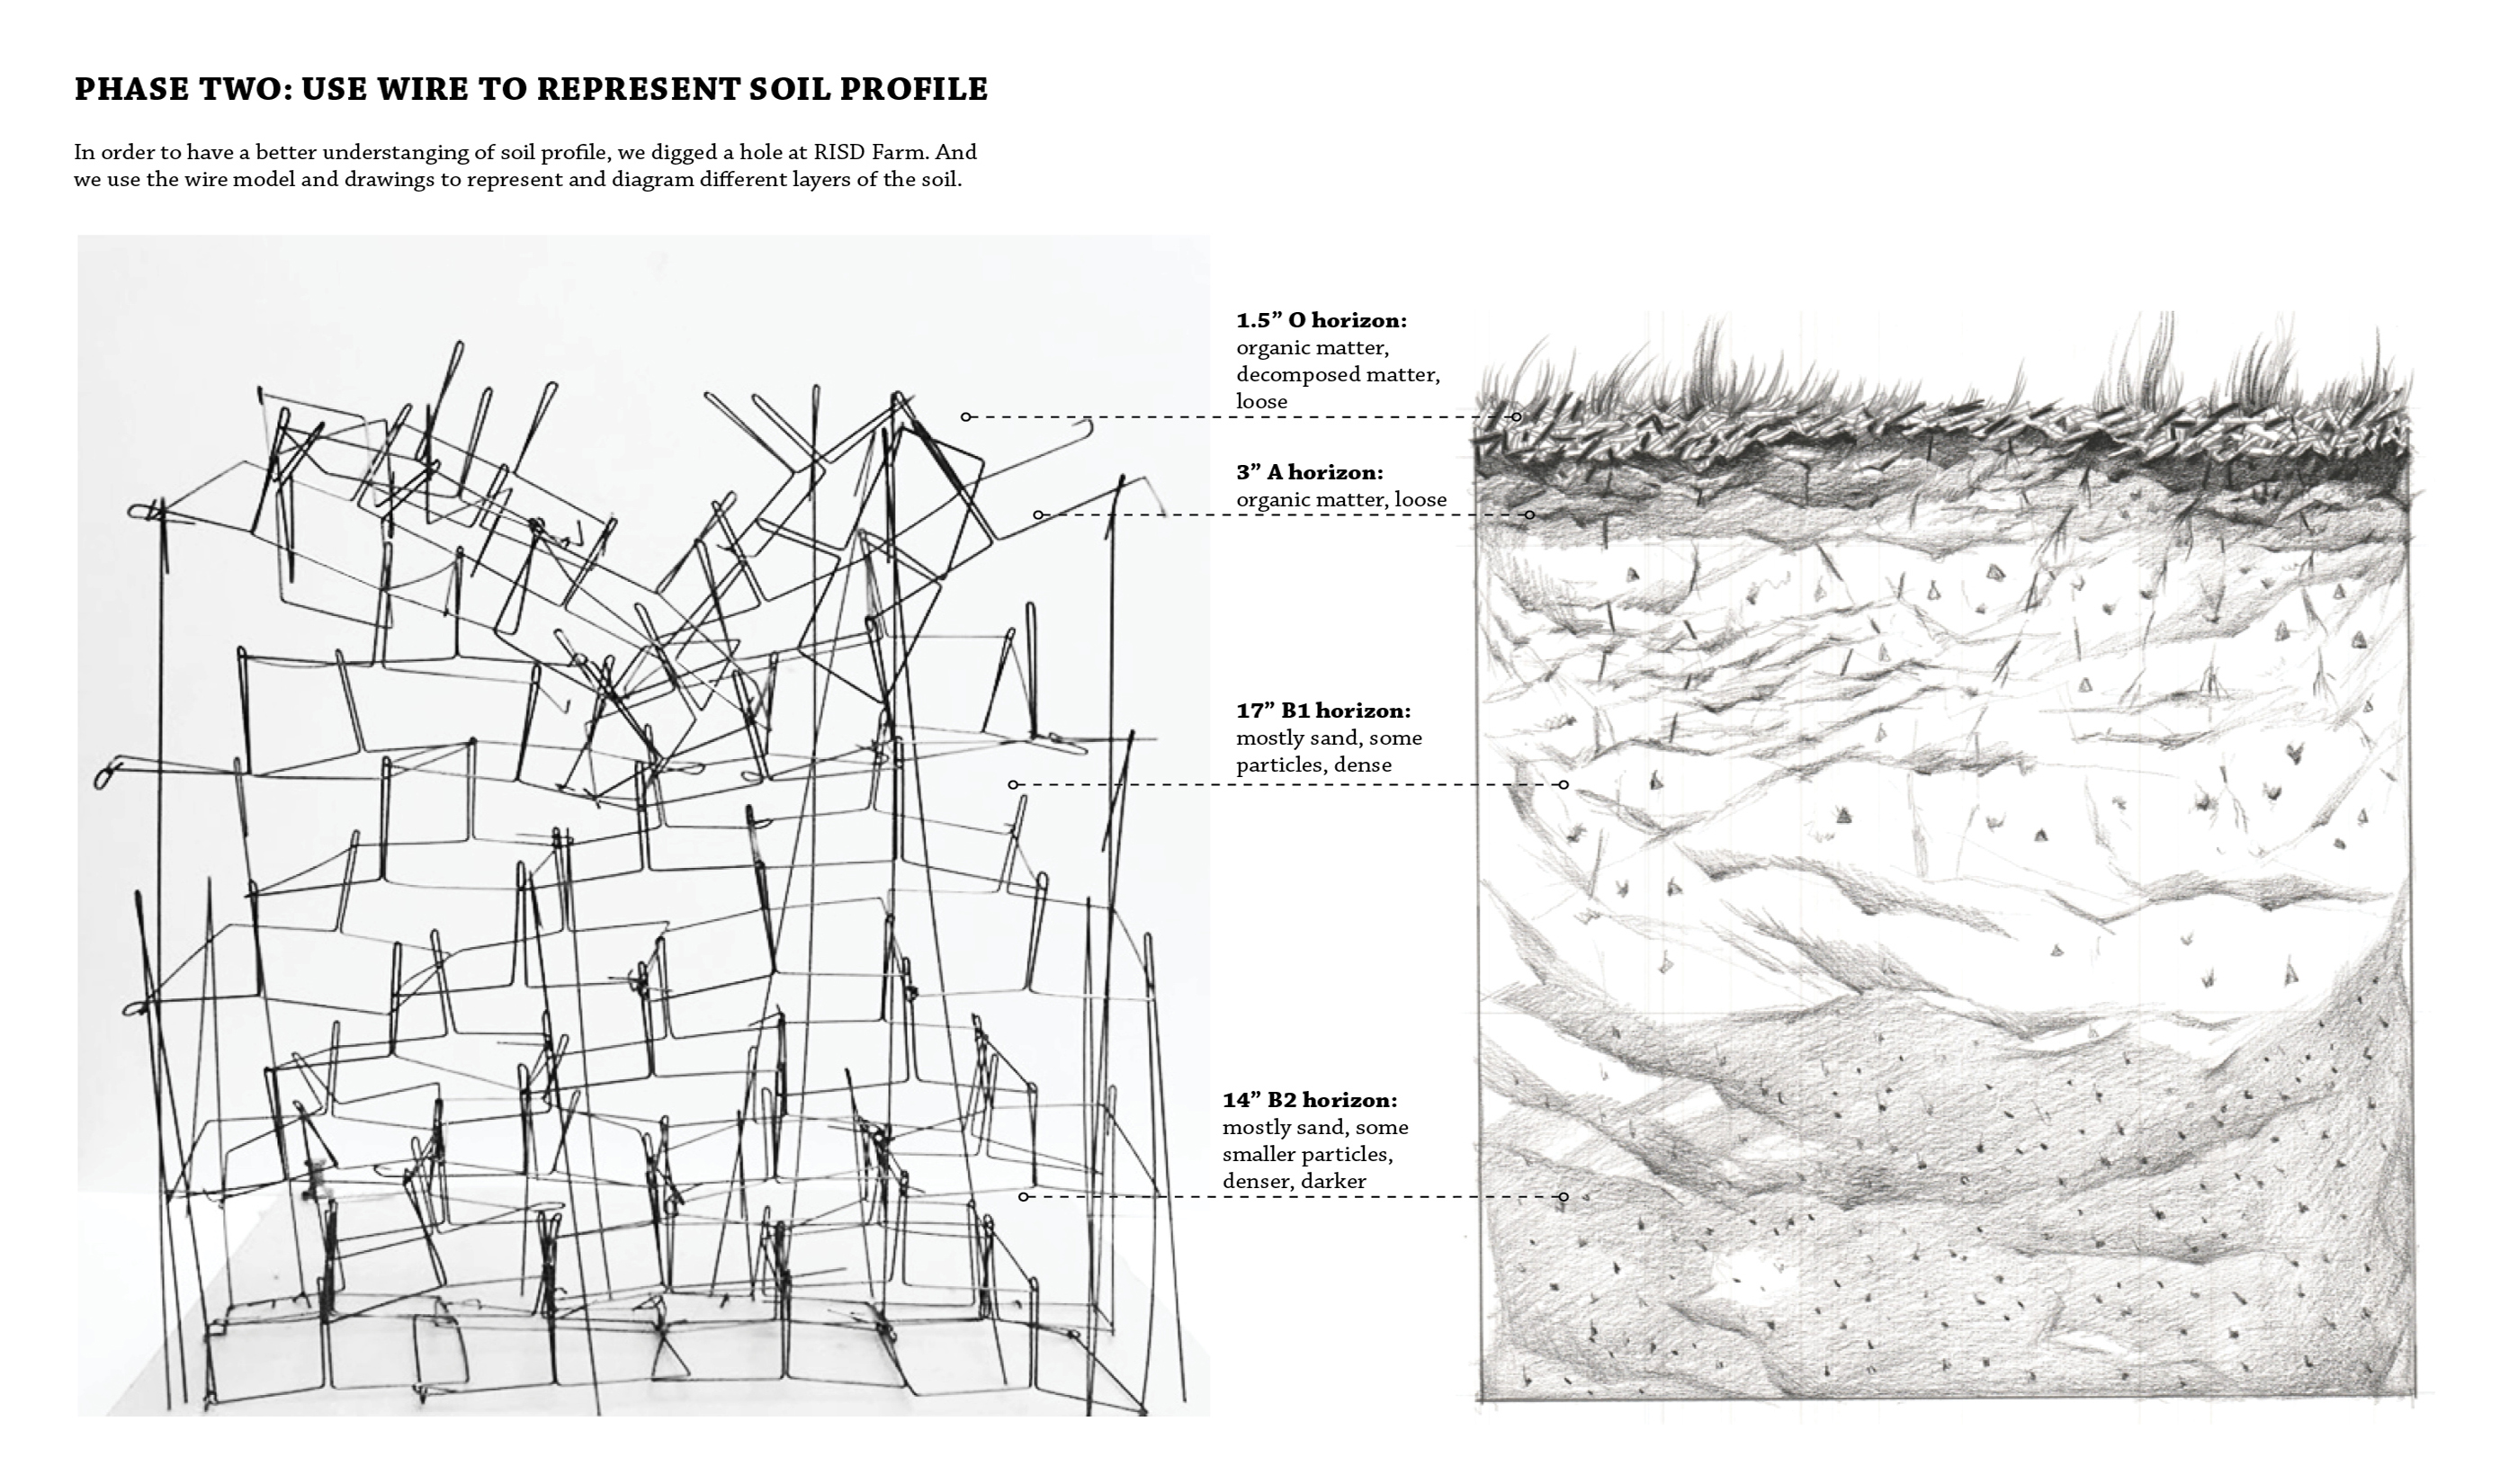 PHASE TWO: USE WIRE TO REPRESENT SOIL PROFILE
In order to have a better understanging of soil profile, we digged a hole at RISD Farm. And
we use the wire model and drawings to represent and diagram different layers of the soil.
1.5” O horizon:
organic matter,
decomposed matter,
loose
3” A horizon:
organic matter, loose
17” B1 horizon:
mostly sand, some
particles, dense
14” B2 horizon:
mostly sand, some
smaller particles,
denser, darker